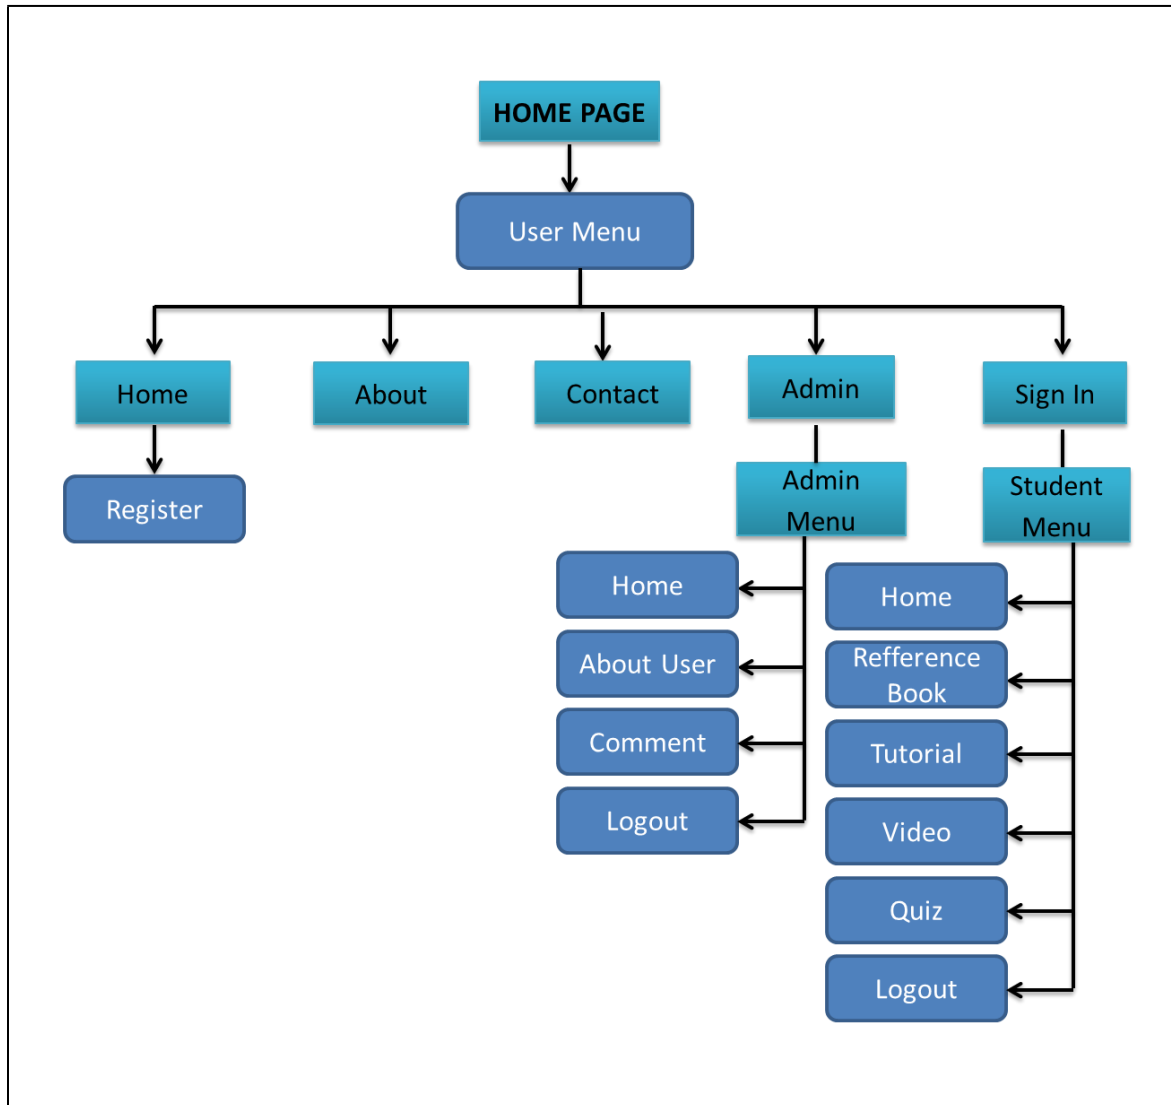 HOME PAGE
User Menu
Home
About
Contact
Admin
Sign In
Register
Admin
Menu
Student
Menu
Home
About User
Comment
Logout
Home
Refference
Book
Tutorial
Video
Quiz
Logout